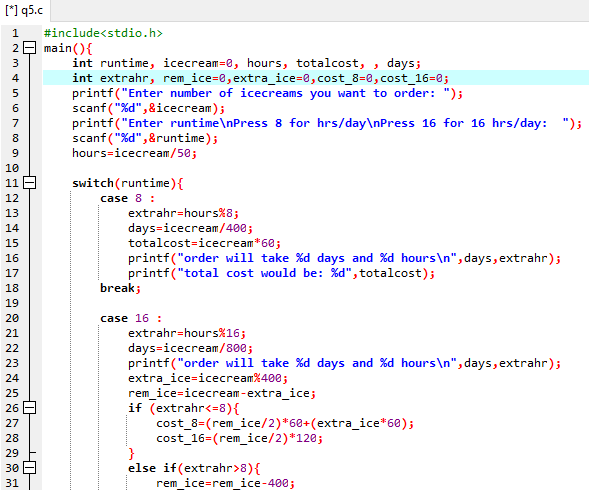 [*] q5.c
1 #include<stdio.h>
2 main(){
3 int runtime, icecream=0, hours, totalcost, , days;
4 int extrahr, rem_ice=0,extra_ice=0,cost_8=0,cost_16=0;
5 printf("Enter number of icecreams you want to order: ");
6 scanf("%d",&icecream);
7 printf("Enter runtime\nPress 8 for hrs/day\nPress 16 for 16 hrs/day:  ");
8 scanf("%d",&runtime);
9 hours=icecream/50;
10
11 switch(runtime){
12 case 8 :
13 extrahr=hours%8;
14 days=icecream/400;
15 totalcost=icecream*60;
16 printf("order will take %d days and %d hours\n",days,extrahr);
17 printf("total cost would be: %d",totalcost);
18 break;
19
20 case 16 :
21 extrahr=hours%16;
22 days=icecream/800;
23 printf("order will take %d days and %d hours\n",days,extrahr);
24 extra_ice=icecream%400;
25 rem_ice=icecream-extra_ice;
26 if (extrahr<=8){
27 cost_8=(rem_ice/2)*60+(extra_ice*60);
28 cost_16=(rem_ice/2)*120;
29 }
30 else if(extrahr>8){
31 rem_ice=rem_ice-400;